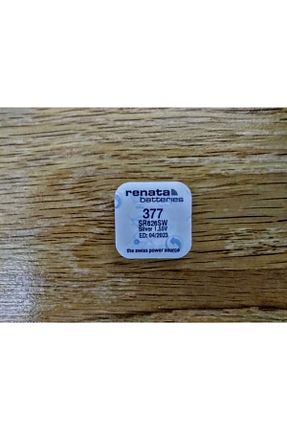 renata
batteries
377
SR626SW
Silver 1.55V
ED: 04/2023
the swiss power source